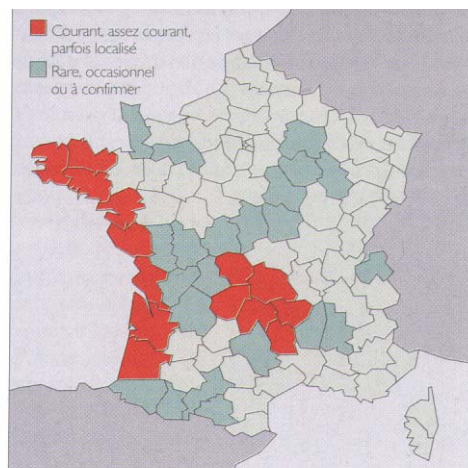 Courant, assez courant,
parfois localisé
Rare, occasionnel
ou à confirmer